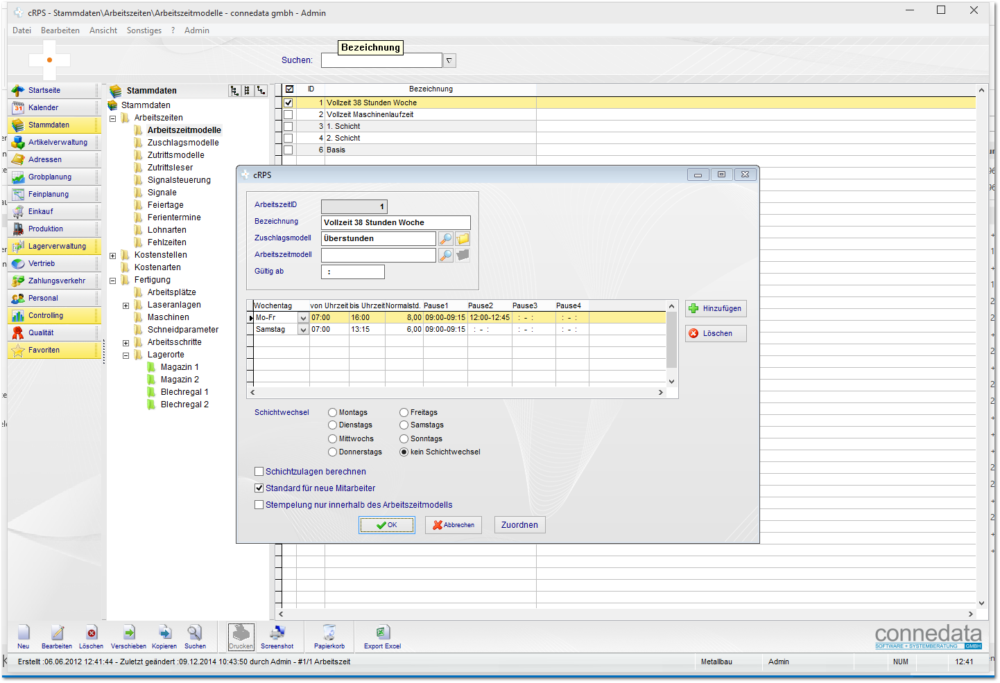 cRPS - Stammdaten\Arbeitszeiten\Arbeitszeitmodelle - connedata gmbh - Admin
Datei Bearbeiten Ansicht Sonstiges ? Admin
Bezeichnung
Suchen:
Startseite
Kalender
Stammdaten
Artikelverwaltung
Adressen
Grobplanung
Feinplanung
Einkauf
Produktion
Lagerverwaltung
Vertrieb
Zahlungsverkehr
Personal
Controlling
Qualität
Favoriten
Stammdaten
Stammdaten
Arbeitszeiten
Arbeitszeitmodelle
Zuschlagsmodelle
Zutrittsmodelle
Zutrittsleser
Signalsteuerung
Signale
Feiertage
Ferientermine
Lohnarten
Fehlzeiten
Kostenstellen
Kostenarten
Fertigung
Arbeitsplätze
Laseranlagen
Maschinen
Schneidparameter
Arbeitsschritte
Lagerorte
Magazin 1
Magazin 2
Blechregal 1
Blechregal 2
ID Bezeichnung
1 Vollzeit 38 Stunden Woche
2 Vollzeit Maschinenlaufzeit
3 1. Schicht
4 2. Schicht
6 Basis
cRPS
ArbeitszeitID 1
Bezeichnung Vollzeit 38 Stunden Woche
Zuschlagsmodell Überstunden
Arbeitszeitmodell
Gültig ab :
Wochentag von Uhrzeit bis Uhrzeit Normalstd. Pause1 Pause2 Pause3 Pause4
Mo-Fr 07:00 16:00 8,00 09:00-09:15 12:00-12:45 : - : : - :
Samstag 07:00 13:15 6,00 09:00-09:15 : - : : - : : - :
Hinzufügen
Löschen
Schichtwechsel Montags Freitags
Dienstags Samstags
Mittwochs Sonntags
Donnerstags kein Schichtwechsel
Schichtzulagen berechnen
Standard für neue Mitarbeiter
Stempelung nur innerhalb des Arbeitszeitmodells
OK Abbrechen Zuordnen
Neu Bearbeiten Löschen Verschieben Kopieren Suchen Drucken Screenshot Papierkorb Export Excel
connedata
SOFTWARE + SYSTEMBERATUNG GMBH
Erstellt :06.06.2012 12:41:44 - Zuletzt geändert :09.12.2014 10:43:50 durch Admin - #1/1 Arbeitszeit Metallbau Admin NUM 12:41